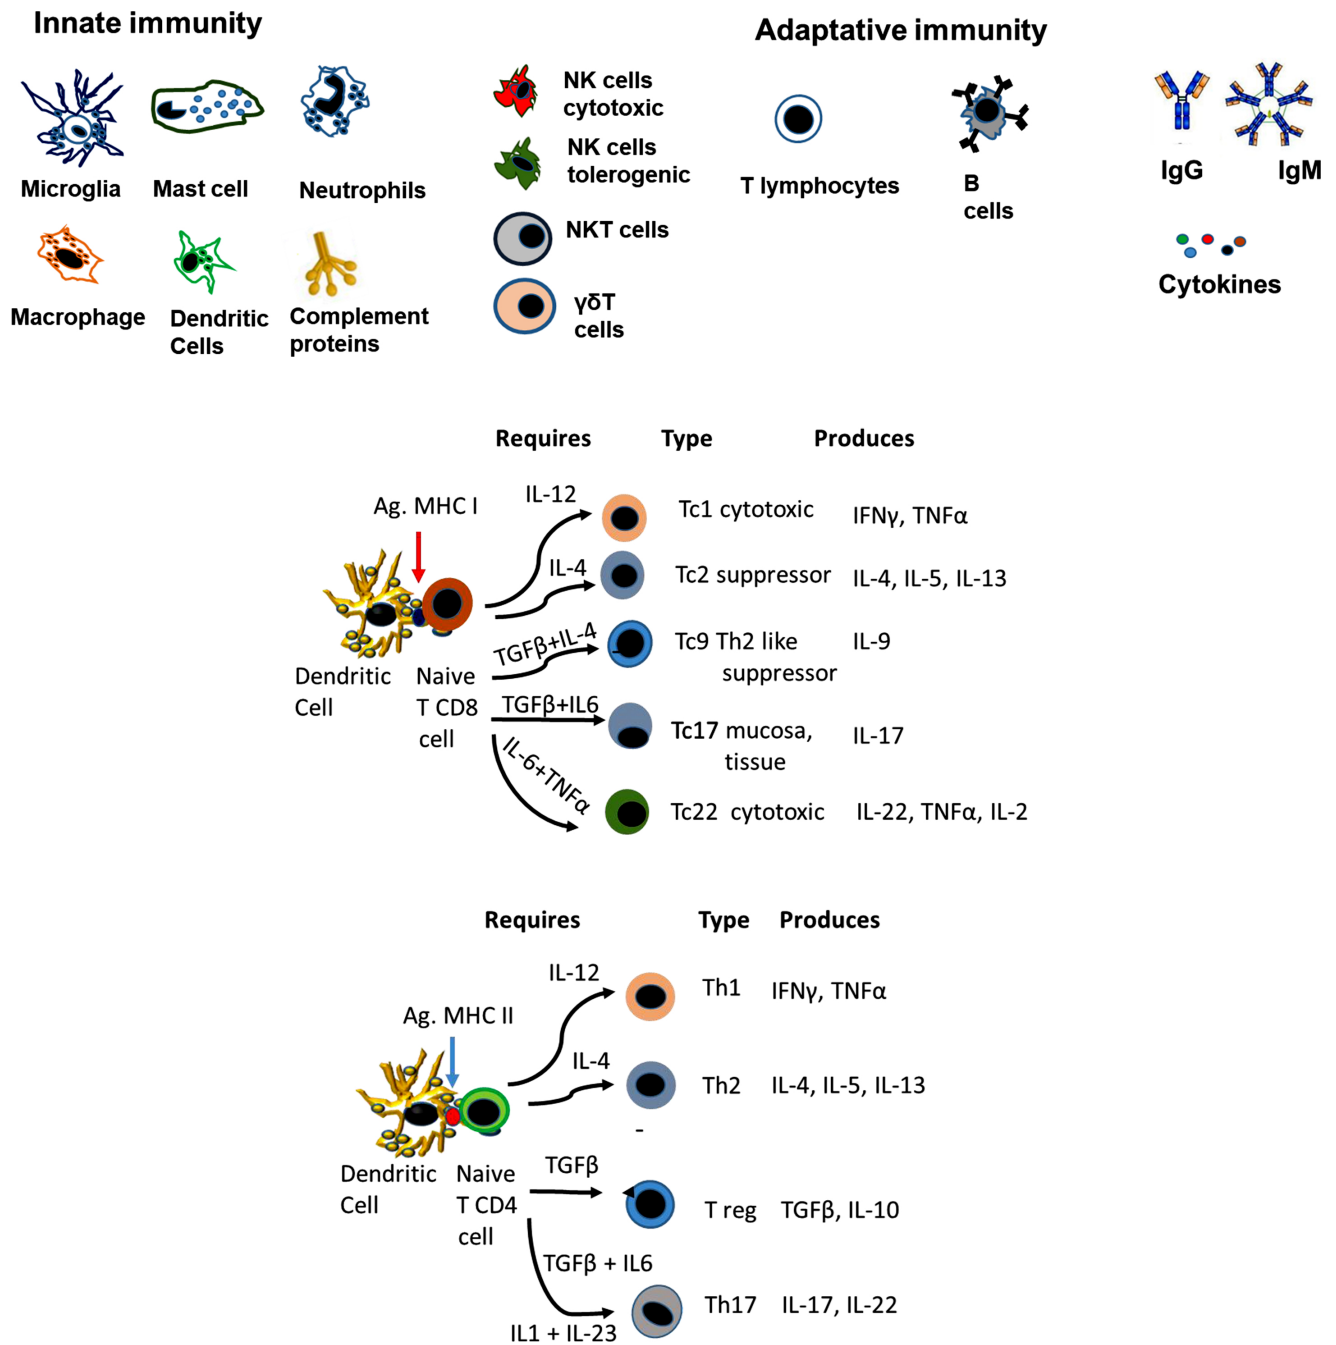 Innate immunity
Adaptative immunity
Microglia
Mast cell
Neutrophils
NK cells
cytotoxic
NK cells
tolerogenic
NKT cells
γδT
cells
Macrophage
Dendritic
Cells
Complement
proteins
T lymphocytes
B
cells
IgG
IgM
Cytokines
Requires
Type
Produces
Ag. MHC I
IL-12
Tc1 cytotoxic
IFNγ, TNFα
IL-4
Tc2 suppressor
IL-4, IL-5, IL-13
TGFβ+IL-4
Tc9 Th2 like
suppressor
IL-9
Dendritic
Cell
Naive
T CD8
cell
TGFβ+IL6
Tc17 mucosa,
tissue
IL-17
IL-6+TNFα
Tc22 cytotoxic
IL-22, TNFα, IL-2
Requires
Type
Produces
Ag. MHC II
IL-12
Th1
IFNγ, TNFα
IL-4
Th2
IL-4, IL-5, IL-13
-
Dendritic
Cell
Naive
T CD4
cell
TGFβ
T reg
TGFβ, IL-10
TGFβ + IL6
IL1 + IL-23
Th17
IL-17, IL-22